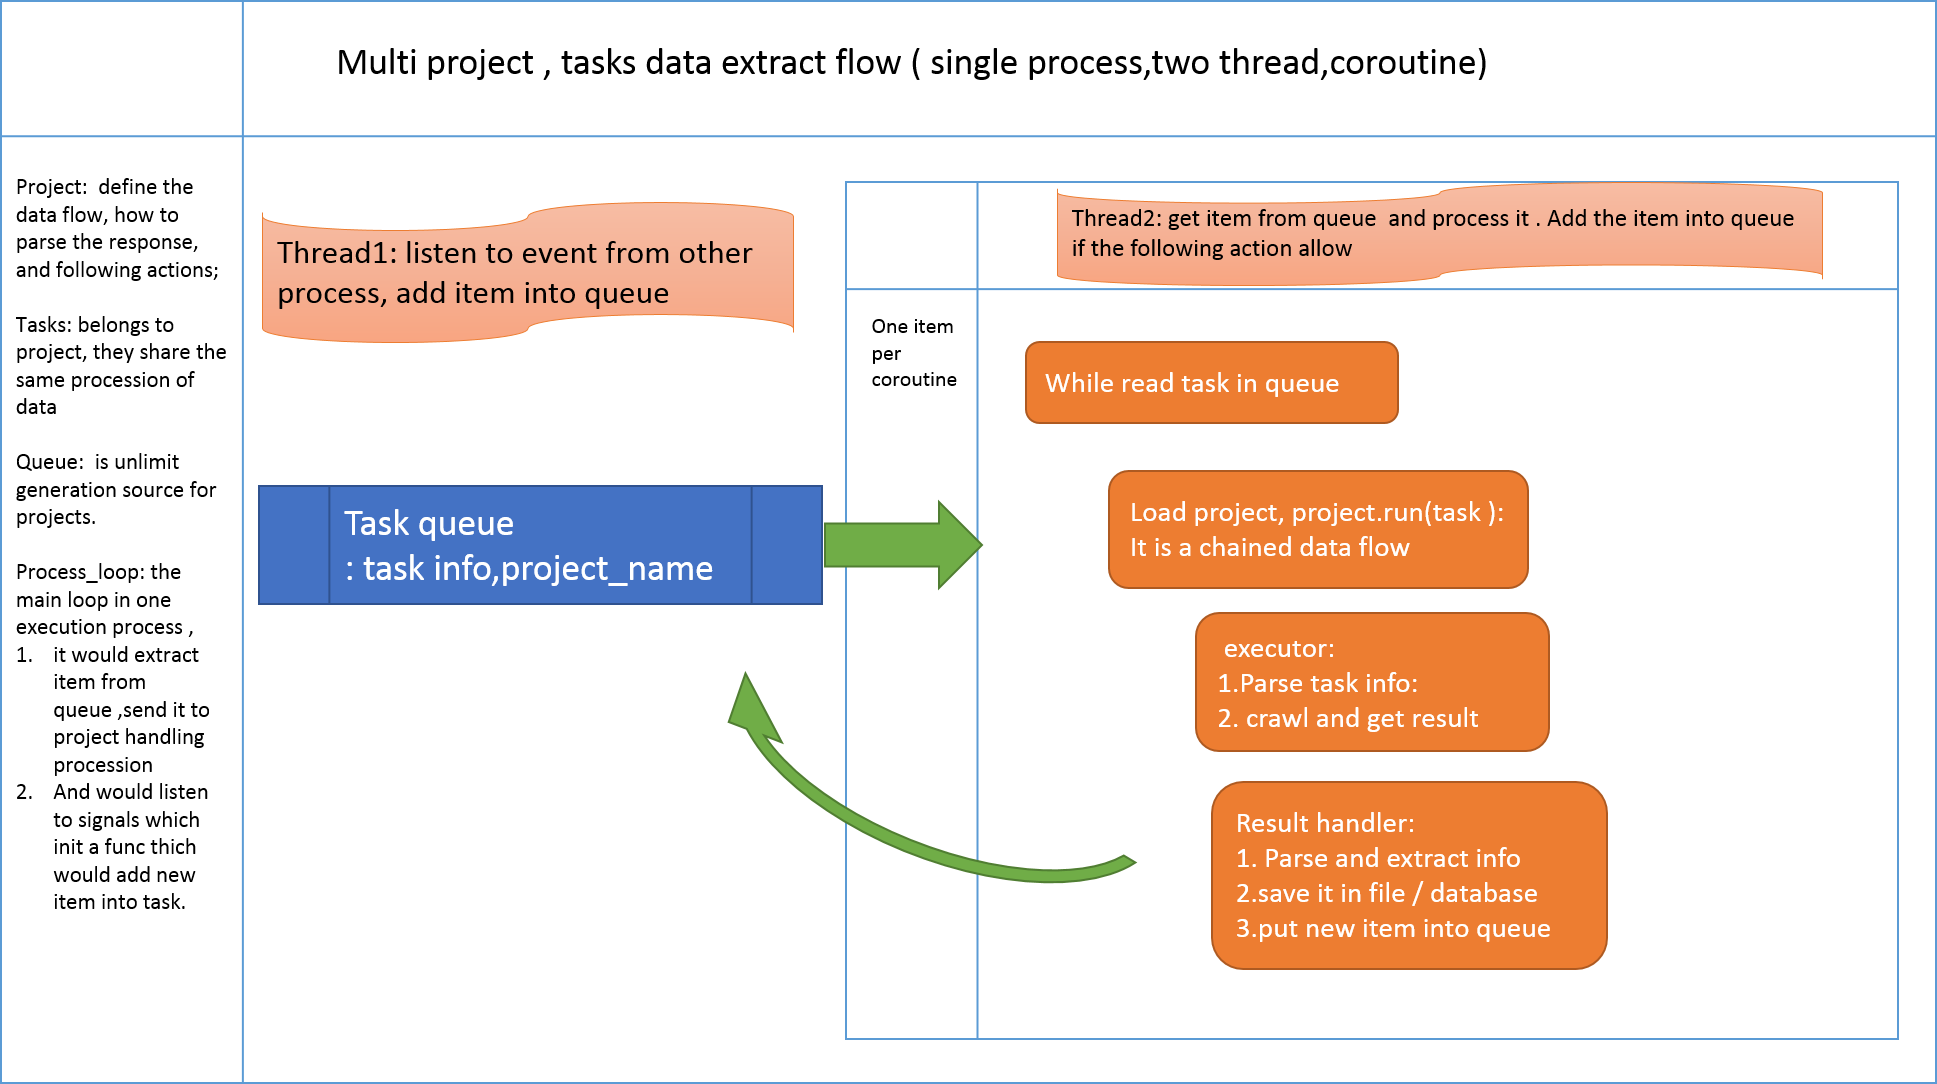 Multi project , tasks data extract flow ( single process,two thread,coroutine)
Project:  define the
data flow, how to
parse the response,
and following actions;
Tasks: belongs to
project, they share the
same procession of
data
Queue:  is unlimit
generation source for
projects.
Process_loop: the
main loop in one
execution process ,
1. it would extract
item from
queue ,send it to
project handling
procession
2. And would listen
to signals which
init a func thich
would add new
item into task.
Thread1: listen to event from other
process, add item into queue
Task queue
: task info,project_name
Thread2: get item from queue  and process it . Add the item into queue
if the following action allow
One item
per
coroutine
While read task in queue
Load project, project.run(task ):
It is a chained data flow
executor:
1.Parse task info:
2. crawl and get result
Result handler:
1. Parse and extract info
2.save it in file / database
3.put new item into queue